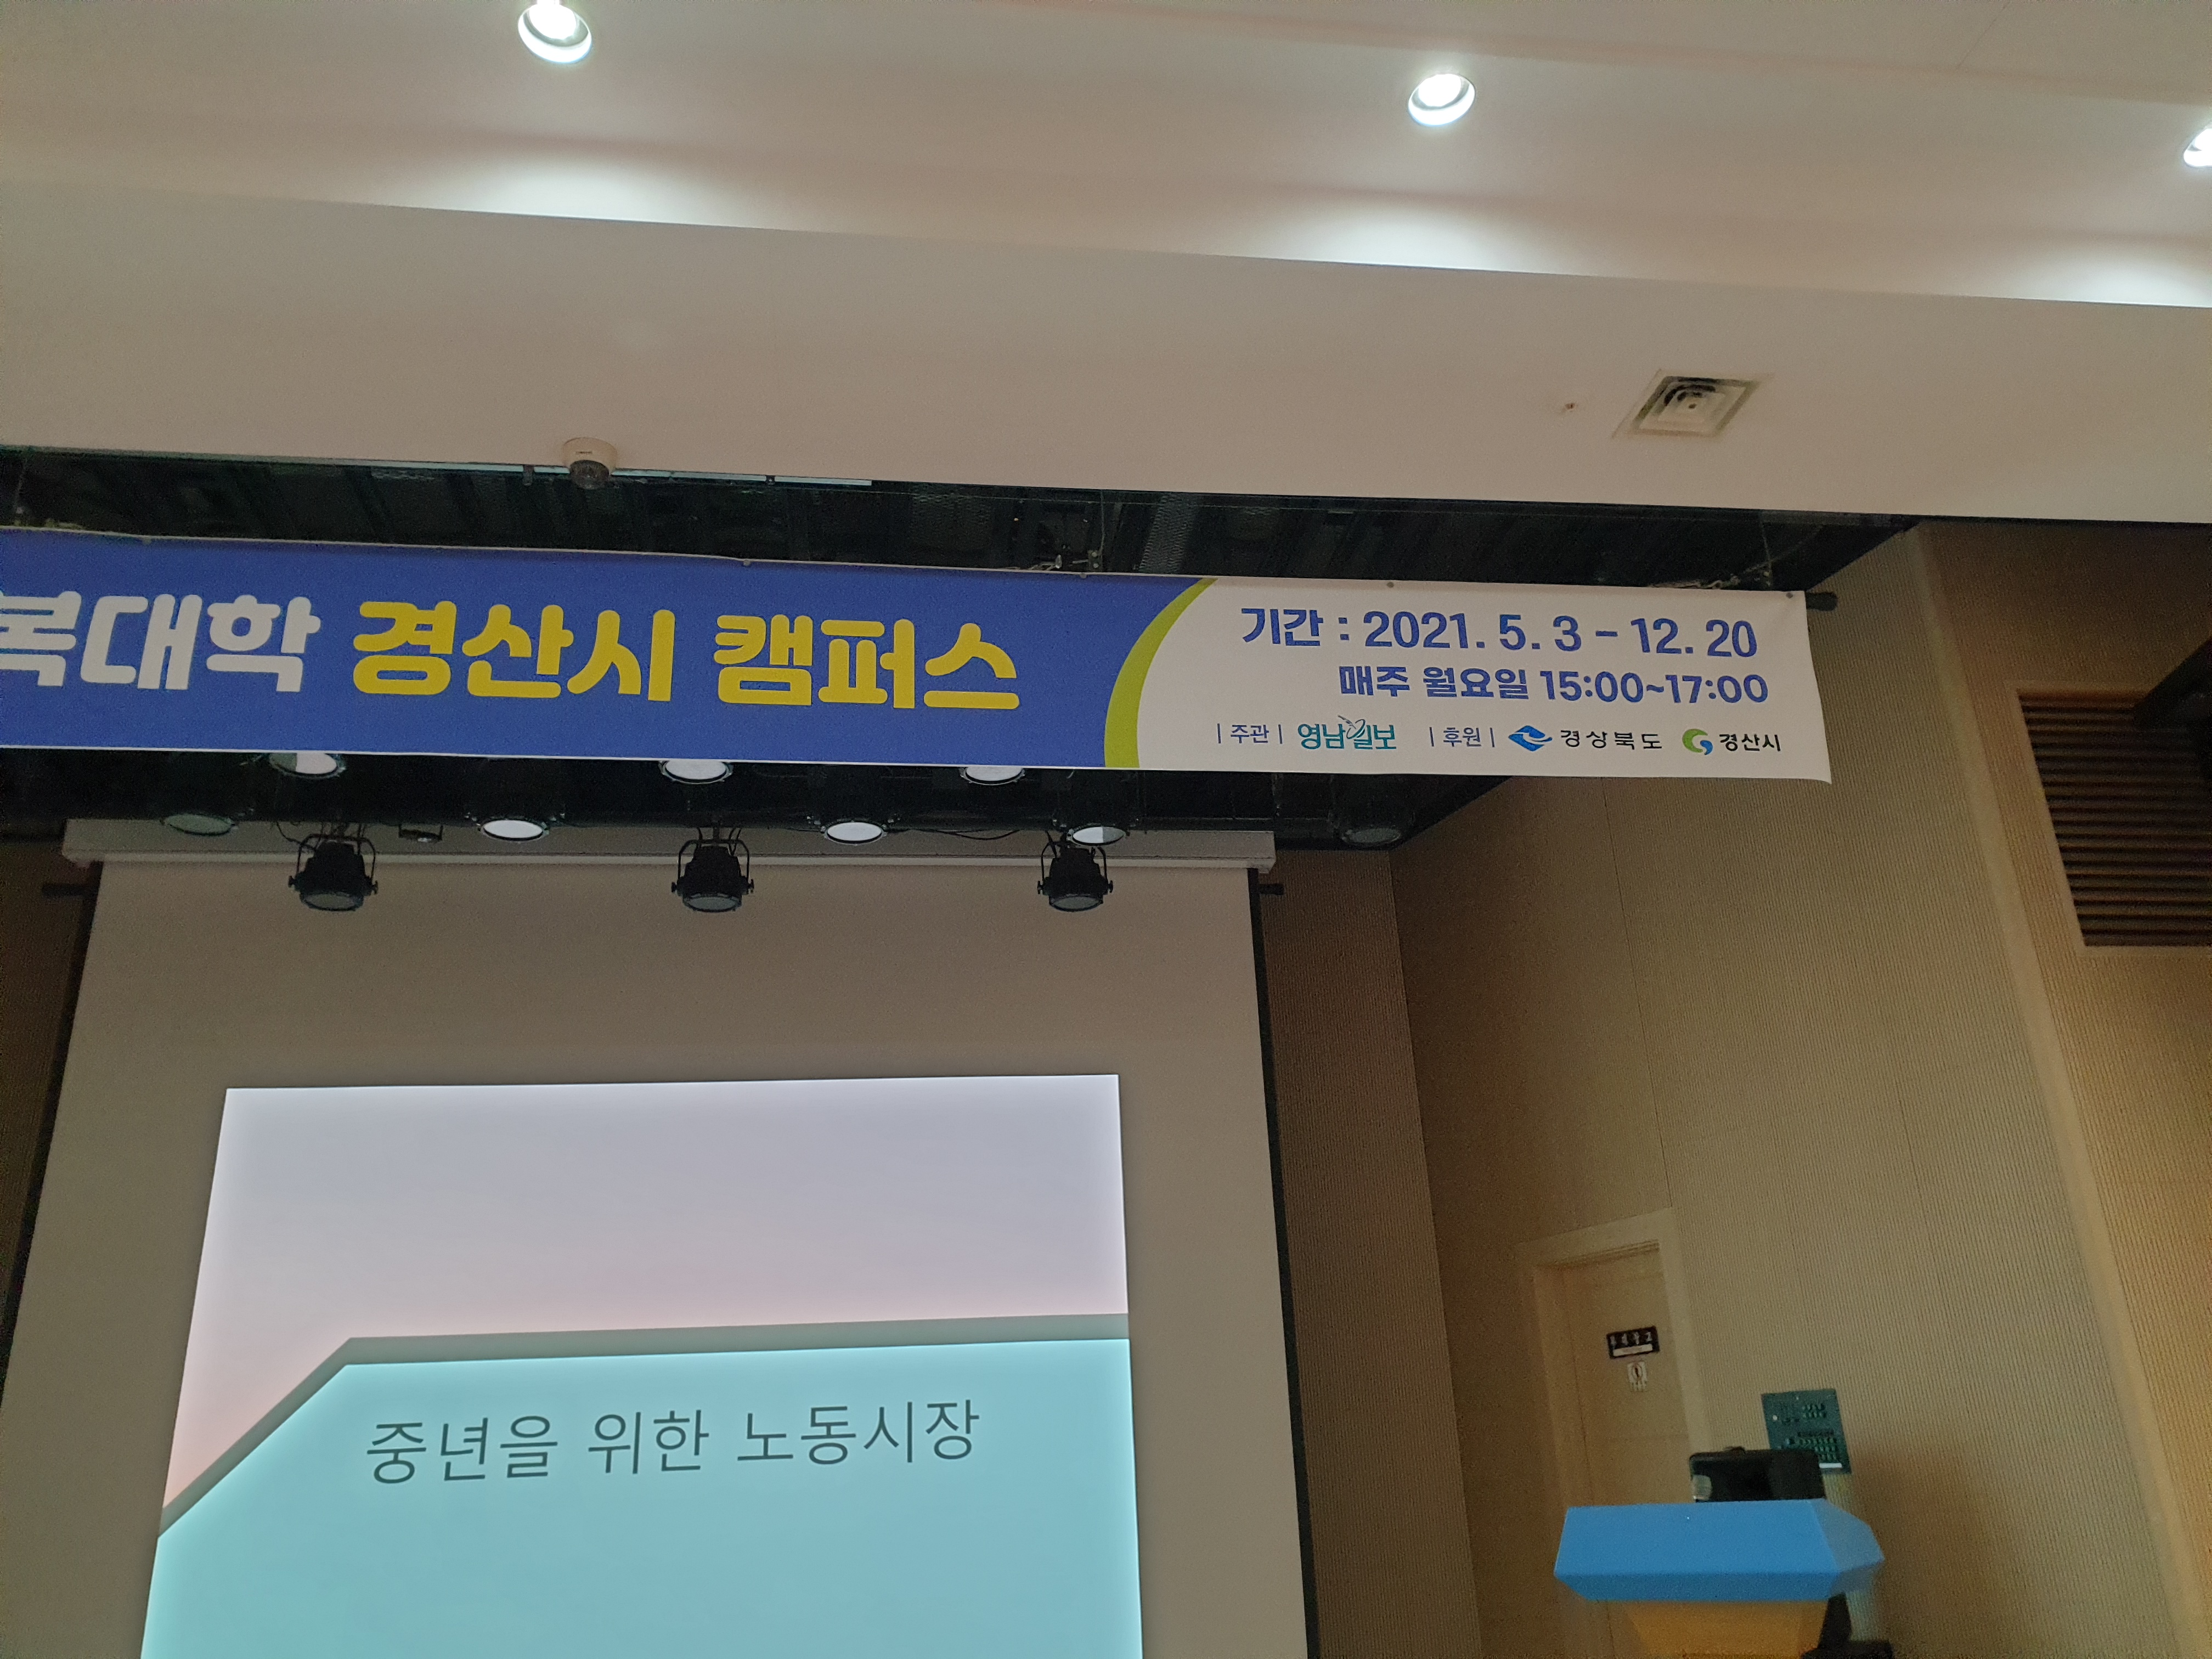 복대학 경산시 캠퍼스
기간 : 2021. 5. 3 - 12. 20
매주 월요일 15:00~17:00
| 주관 | 영남일보 | 후원 | 경상북도 경산시
중년을 위한 노동시장